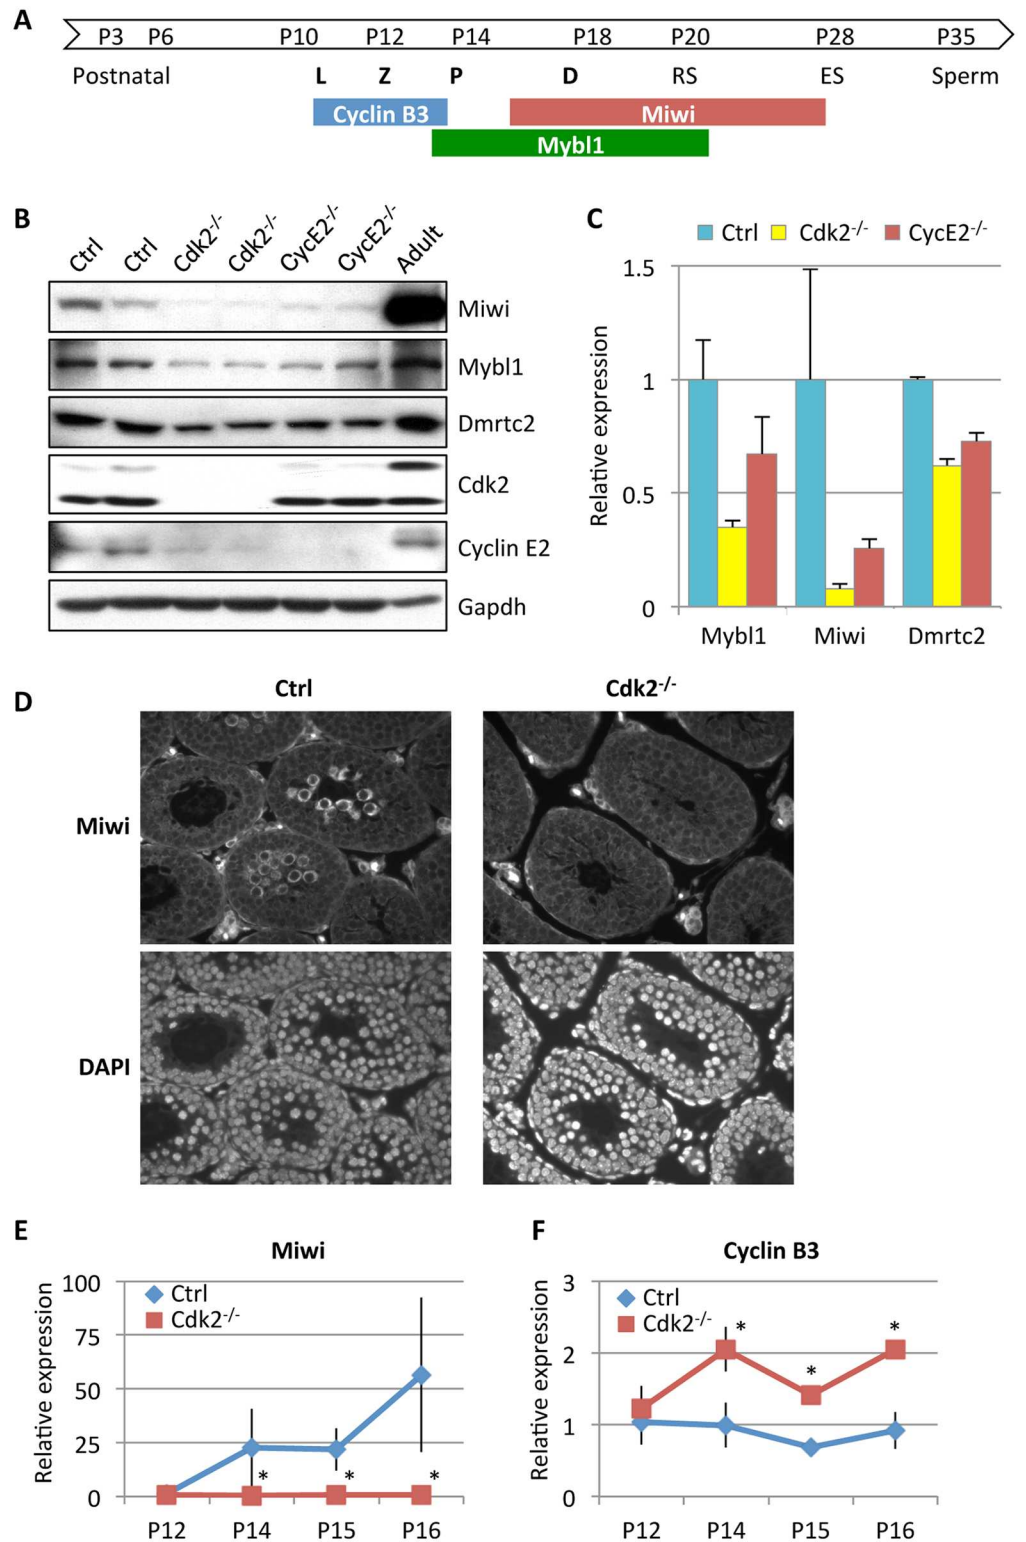 A
P3 P6 P10 P12 P14 P18 P20 P28 P35
Postnatal L Z P D RS ES Sperm
Cyclin B3 Miwi
Mybl1
B
Ctrl Ctrl Cdk2-/- Cdk2-/- CycE2-/- CycE2-/- Adult
Miwi
Mybl1
Dmrtc2
Cdk2
Cyclin E2
Gapdh
C
Ctrl Cdk2-/- CycE2-/-
Relative expression
1.5
1
0.5
0
Mybl1 Miwi Dmrtc2
D
Ctrl Cdk2-/-
Miwi
DAPI
E
Miwi
Relative expression
100
75
50
25
0
Ctrl
Cdk2-/-
* * *
P12 P14 P15 P16
F
Cyclin B3
Relative expression
3
2
1
0
Ctrl
Cdk2-/-
* * *
P12 P14 P15 P16